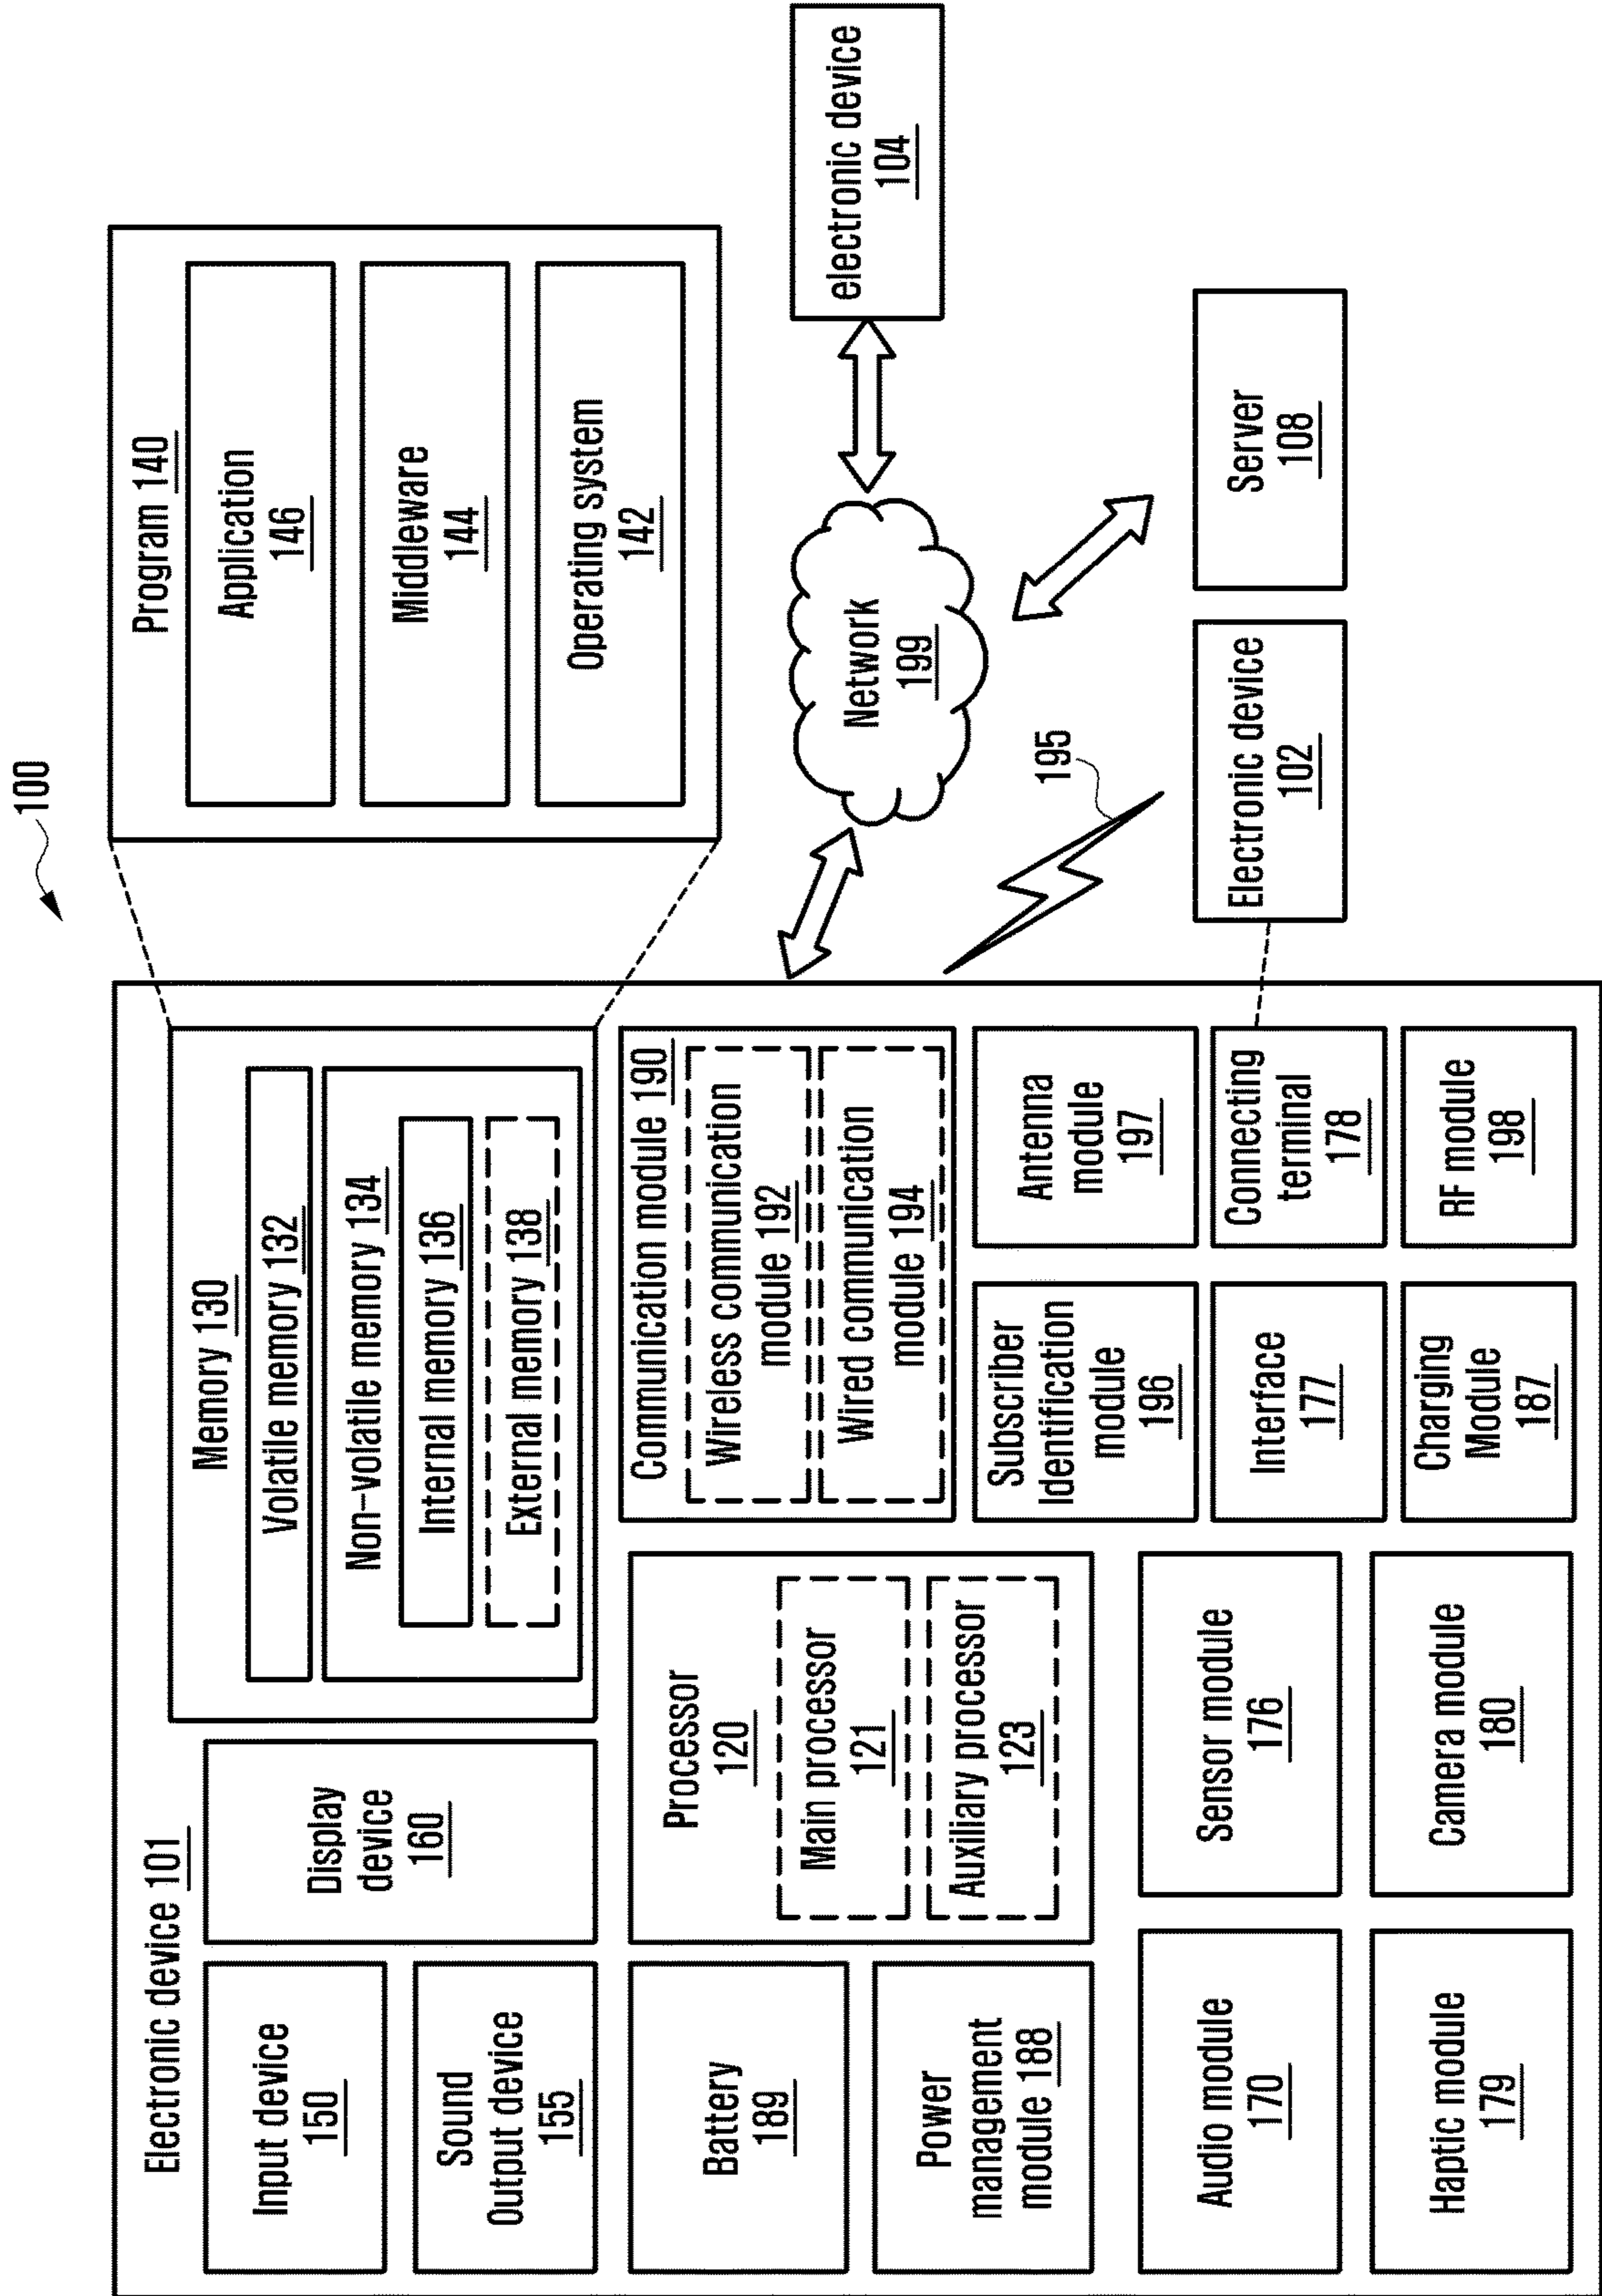 100
Electronic device 101
Input device
150
Sound
Output device
155
Display
device
160
Memory 130
Volatile memory 132
Non-volatile memory 134
Internal memory 136
External memory 138
Program 140
Application
146
Middleware
144
Operating system
142
Battery
189
Power
management
module 188
Processor
120
Main processor
121
Auxiliary processor
123
Communication module 190
Wireless communication
module 192
Wired communication
module 194
Network
199
electronic device
104
195
Audio module
170
Sensor module
176
Haptic module
179
Camera module
180
Subscriber
Identification
module
196
Antenna
module
197
Interface
177
Connecting
terminal
178
Charging
Module
187
RF module
198
Electronic device
102
Server
108